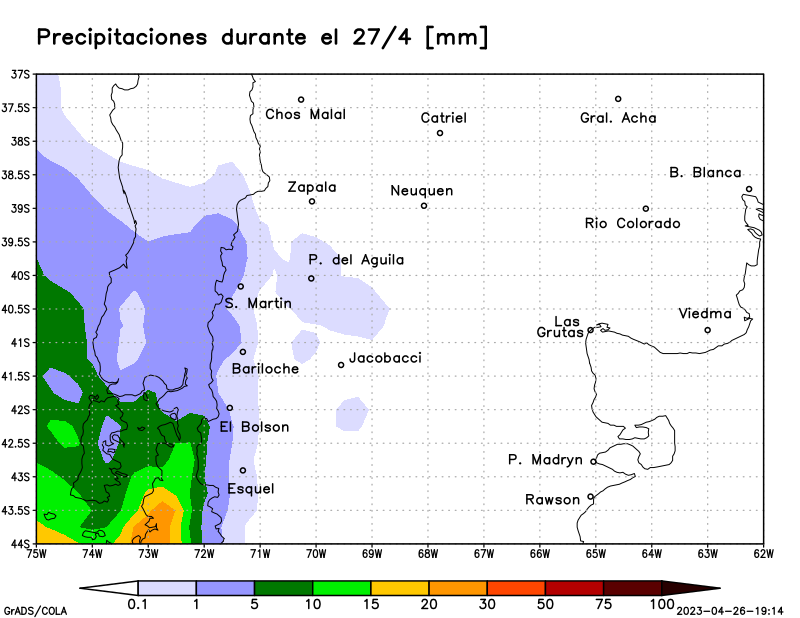 Precipitaciones durante el 27/4 [mm]
37S
37.5S
38S
38.5S
39S
39.5S
40S
40.5S
41S
41.5S
42S
42.5S
43S
43.5S
44S
Chos Malal
Catriel
Gral. Acha
B. Blanca
Zapala
Neuquen
Rio Colorado
P. del Aguila
S. Martin
Viedma
Las
Grutas
Jacobacci
Bariloche
El Bolson
P. Madryn
Esquel
Rawson
75W 74W 73W 72W 71W 70W 69W 68W 67W 66W 65W 64W 63W 62W
0.1 1 5 10 15 20 30 50 75 100
GrADS/COLA
2023-04-26-19:14